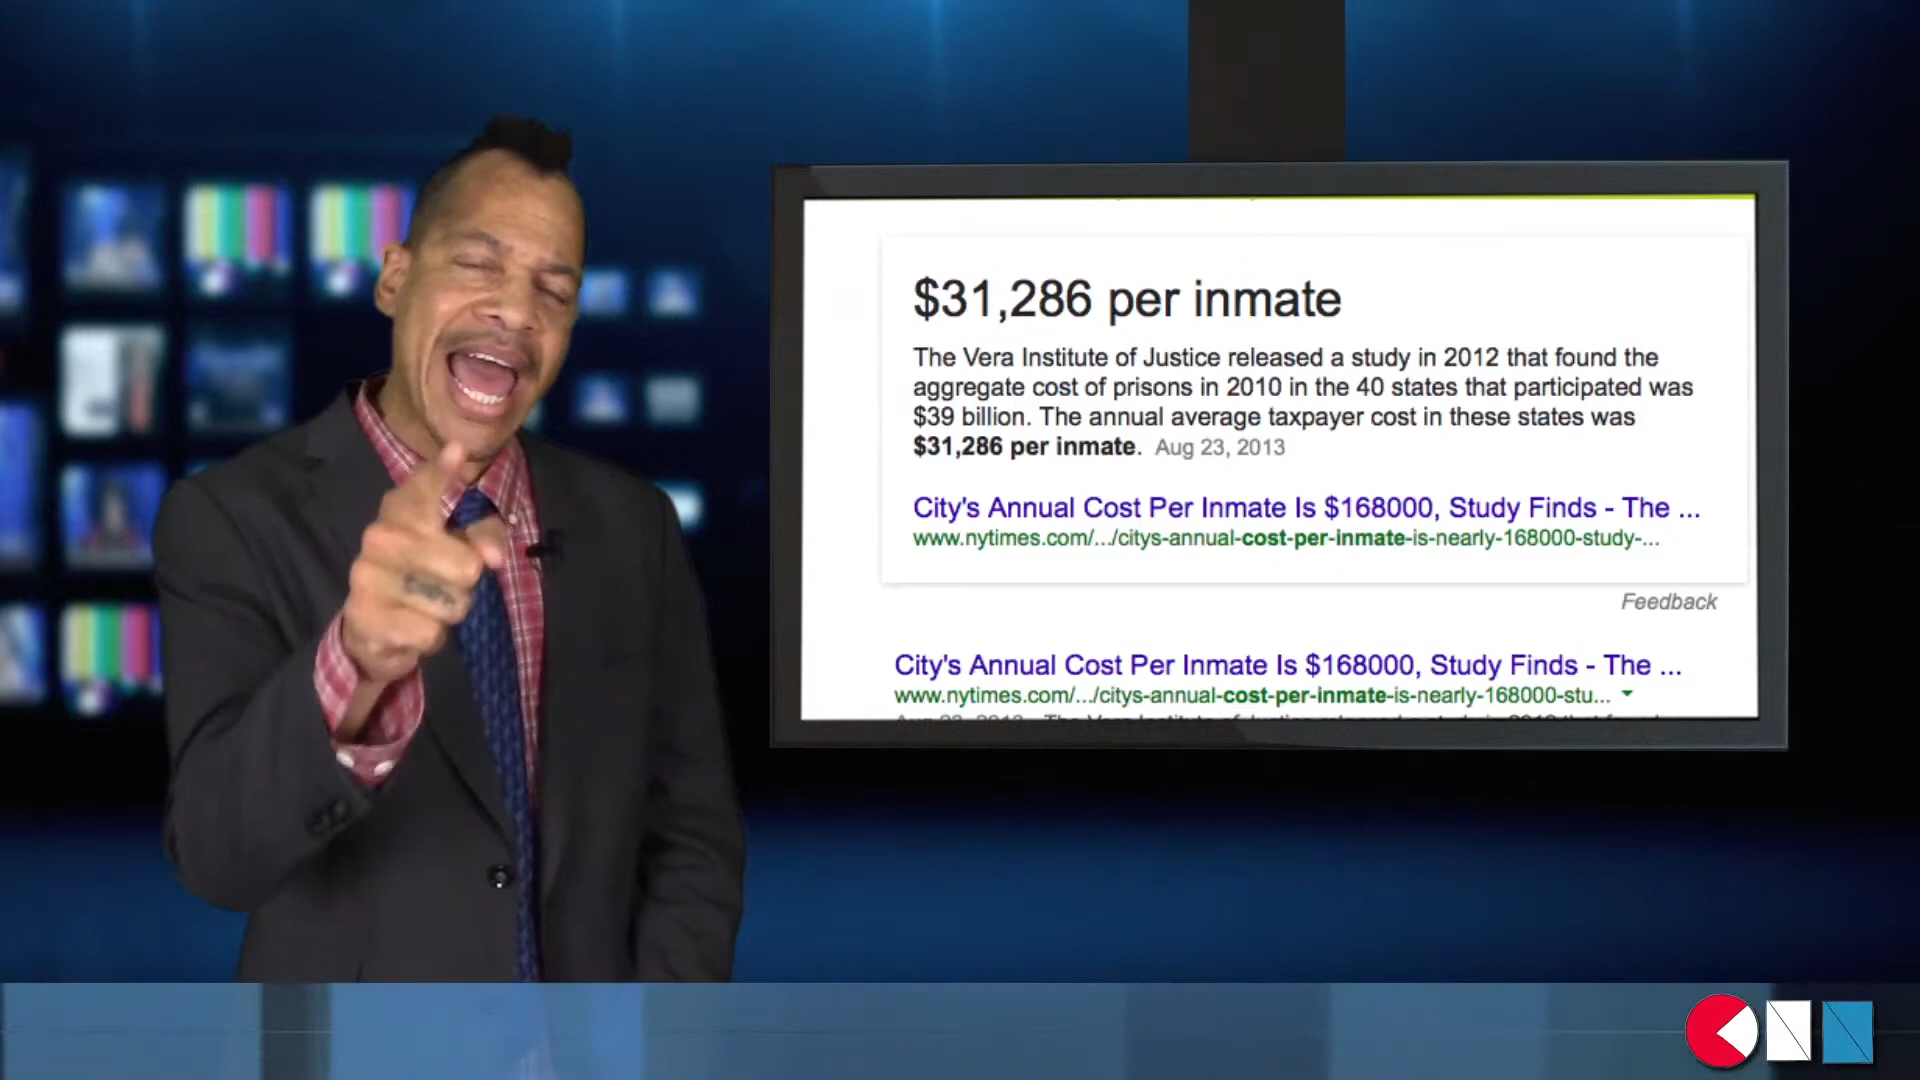 $31,286 per inmate
The Vera Institute of Justice released a study in 2012 that found the
aggregate cost of prisons in 2010 in the 40 states that participated was
$39 billion. The annual average taxpayer cost in these states was
$31,286 per inmate. Aug 23, 2013
City's Annual Cost Per Inmate Is $168000, Study Finds - The ...
www.nytimes.com/.../citys-annual-cost-per-inmate-is-nearly-168000-study-...
Feedback
City's Annual Cost Per Inmate Is $168000, Study Finds - The ...
www.nytimes.com/.../citys-annual-cost-per-inmate-is-nearly-168000-stu...